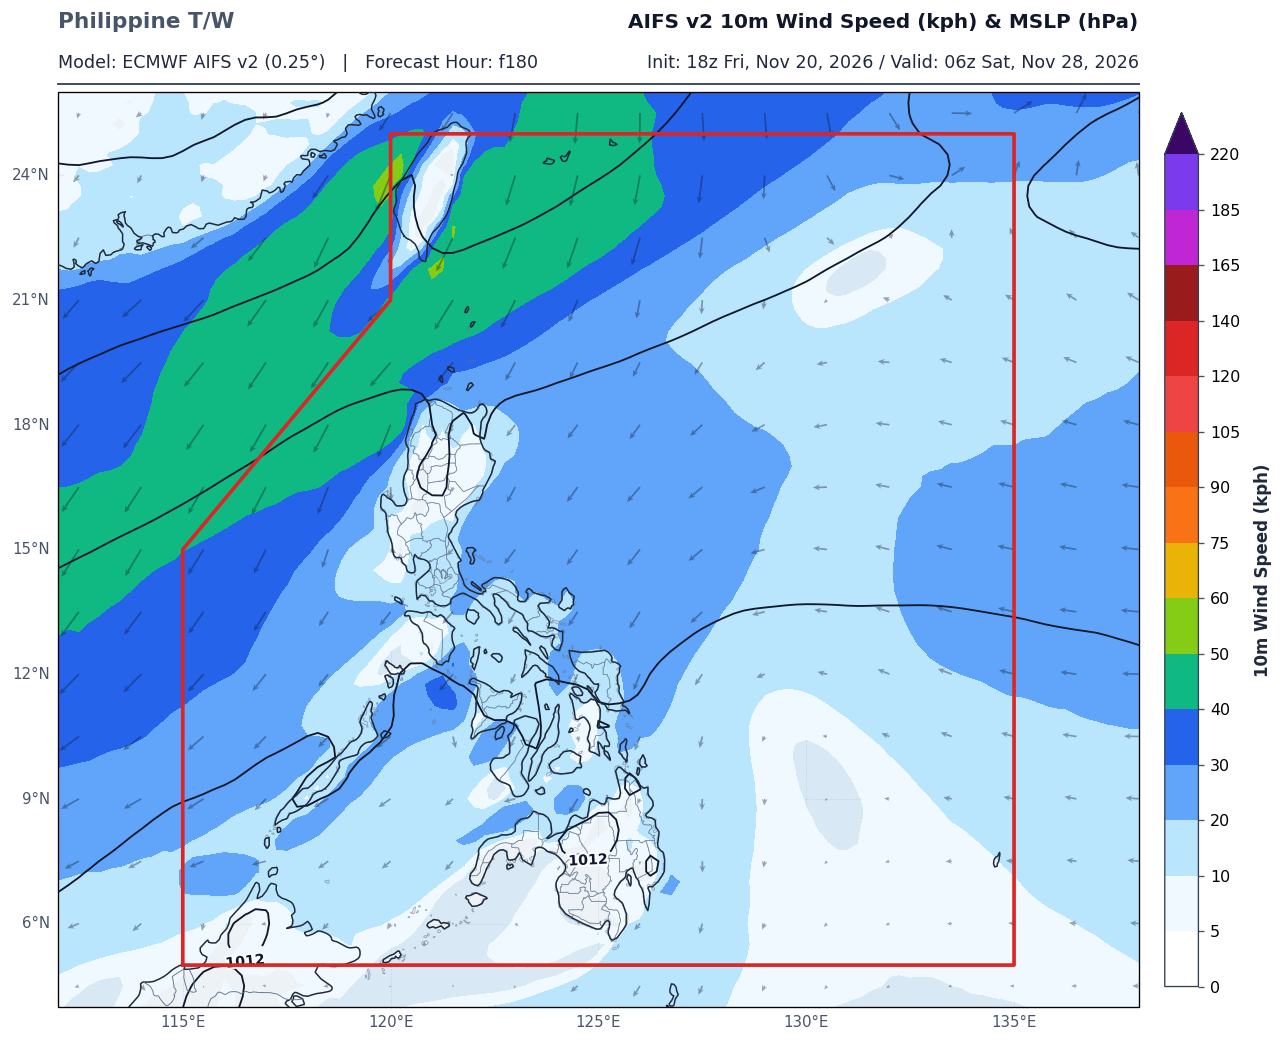 Philippine T/W
AIFS v2 10m Wind Speed (kph) & MSLP (hPa)
Model: ECMWF AIFS v2 (0.25°) | Forecast Hour: f180
Init: 18z Fri, Nov 20, 2026 / Valid: 06z Sat, Nov 28, 2026
24°N
21°N
18°N
15°N
12°N
9°N
6°N
115°E
120°E
125°E
130°E
135°E
1012
1012
220
185
165
140
120
105
90
75
60
50
40
30
20
10
5
0
10m Wind Speed (kph)